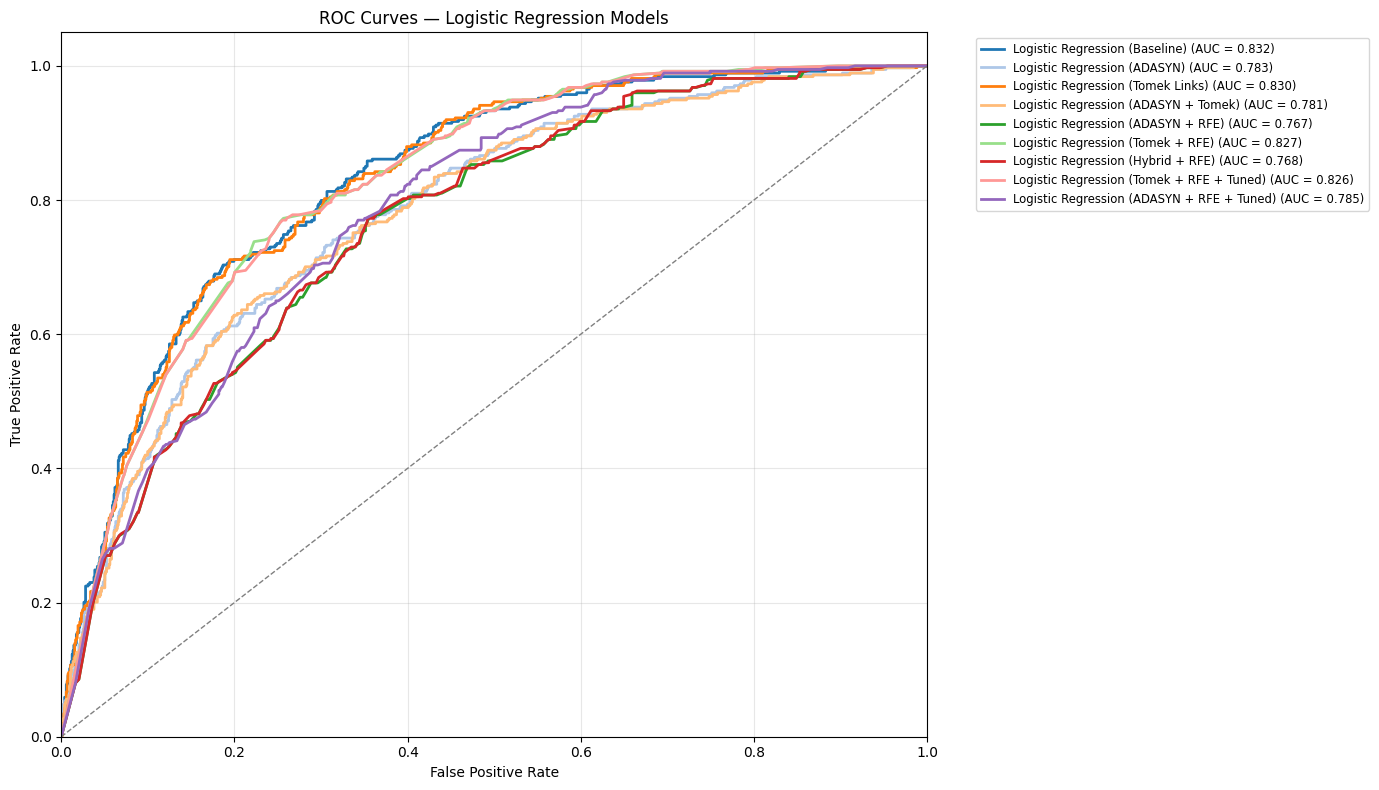 ROC Curves — Logistic Regression Models
Logistic Regression (Baseline) (AUC = 0.832)
Logistic Regression (ADASYN) (AUC = 0.783)
Logistic Regression (Tomek Links) (AUC = 0.830)
Logistic Regression (ADASYN + Tomek) (AUC = 0.781)
Logistic Regression (ADASYN + RFE) (AUC = 0.767)
Logistic Regression (Tomek + RFE) (AUC = 0.827)
Logistic Regression (Hybrid + RFE) (AUC = 0.768)
Logistic Regression (Tomek + RFE + Tuned) (AUC = 0.826)
Logistic Regression (ADASYN + RFE + Tuned) (AUC = 0.785)
True Positive Rate
1.0
0.8
0.6
0.4
0.2
0.0
0.0 0.2 0.4 0.6 0.8 1.0
False Positive Rate